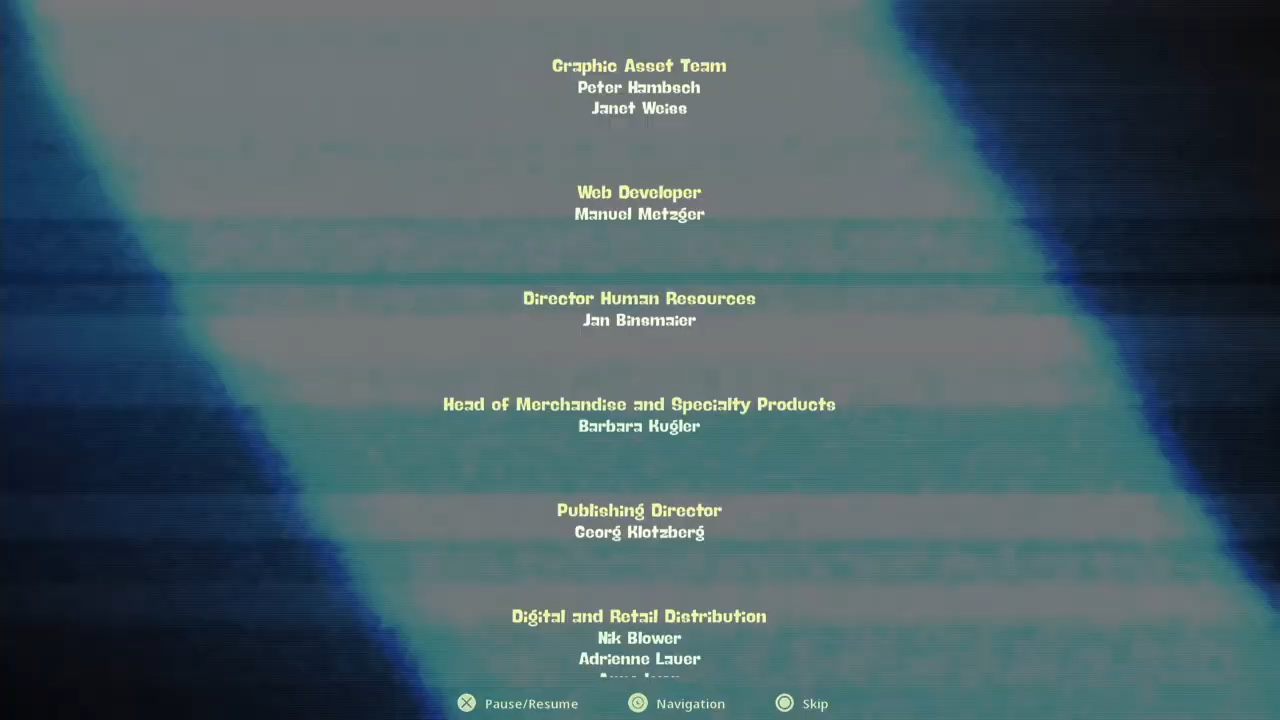 Graphic Asset Team
Peter Hambsch
Janet Weiss
Web Developer
Manuel Metzger
Director Human Resources
Jan Binsmaier
Head of Merchandise and Specialty Products
Barbara Kugler
Publishing Director
Georg Klotzberg
Digital and Retail Distribution
Nik Blower
Adrienne Lauer
Pause/Resume
Navigation
Skip